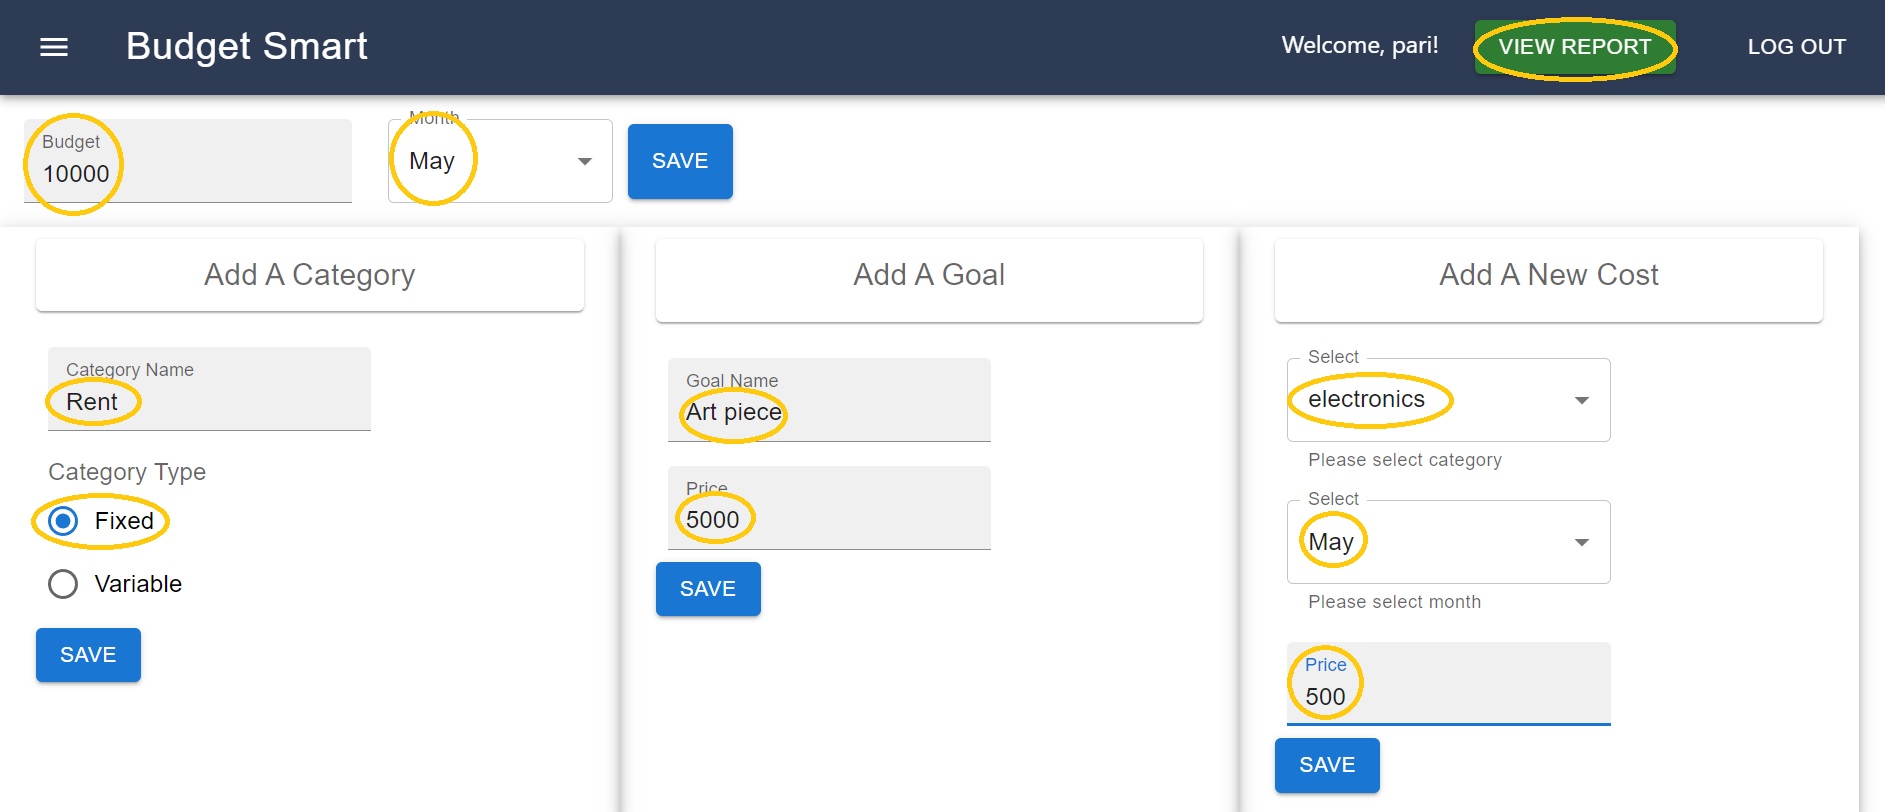 Budget Smart
Welcome, pari!
VIEW REPORT
LOG OUT
Budget
10000
Month
May
SAVE
Add A Category
Category Name
Rent
Category Type
Fixed
Variable
SAVE
Add A Goal
Goal Name
Art piece
Price
5000
SAVE
Add A New Cost
Select
electronics
Please select category
Select
May
Please select month
Price
500
SAVE